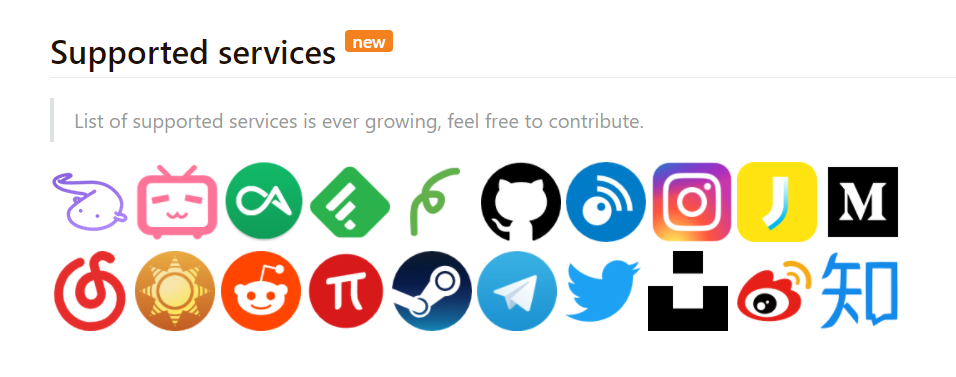 Supported services new
List of supported services is ever growing, feel free to contribute.
M
知